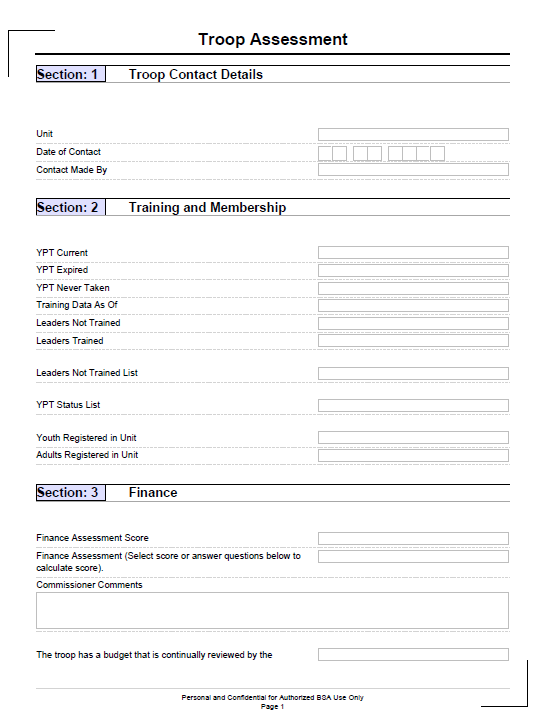 Troop Assessment
Section: 1 Troop Contact Details
Unit
Date of Contact
Contact Made By
Section: 2 Training and Membership
YPT Current
YPT Expired
YPT Never Taken
Training Data As Of
Leaders Not Trained
Leaders Trained
Leaders Not Trained List
YPT Status List
Youth Registered in Unit
Adults Registered in Unit
Section: 3 Finance
Finance Assessment Score
Finance Assessment (Select score or answer questions below to
calculate score).
Commissioner Comments
The troop has a budget that is continually reviewed by the
Personal and Confidential for Authorized BSA Use Only
Page 1